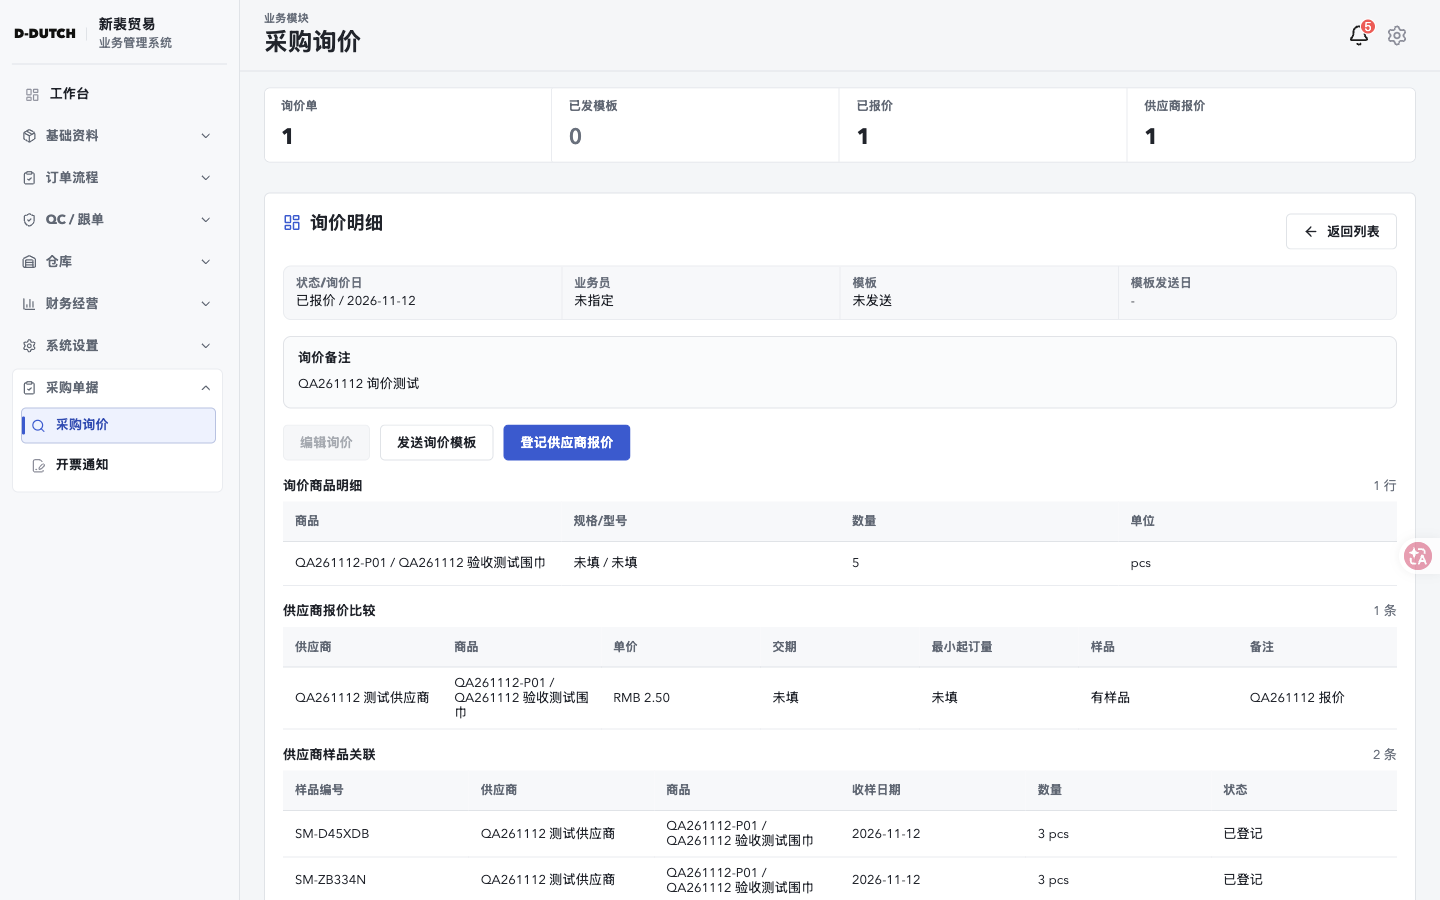 D-DUTCH
新裴贸易
业务管理系统
工作台
基础资料
订单流程
QC / 跟单
仓库
财务经营
系统设置
采购单据
采购询价
开票通知
业务模块
采购询价
5
询价单
1
已发模板
0
已报价
1
供应商报价
1
询价明细
返回列表
状态/询价日
已报价 / 2026-11-12
业务员
未指定
模板
未发送
模板发送日
-
询价备注
QA261112 询价测试
编辑询价
发送询价模板
登记供应商报价
询价商品明细
1 行
商品 规格/型号 数量 单位
QA261112-P01 / QA261112 验收测试围巾 未填 / 未填 5 pcs
供应商报价比较
1 条
供应商 商品 单价 交期 最小起订量 样品 备注
QA261112 测试供应商 QA261112-P01 / QA261112 验收测试围巾 RMB 2.50 未填 未填 有样品 QA261112 报价
供应商样品关联
2 条
样品编号 供应商 商品 收样日期 数量 状态
SM-D45XDB QA261112 测试供应商 QA261112-P01 / QA261112 验收测试围巾 2026-11-12 3 pcs 已登记
SM-ZB334N QA261112 测试供应商 QA261112-P01 / QA261112 验收测试围巾 2026-11-12 3 pcs 已登记